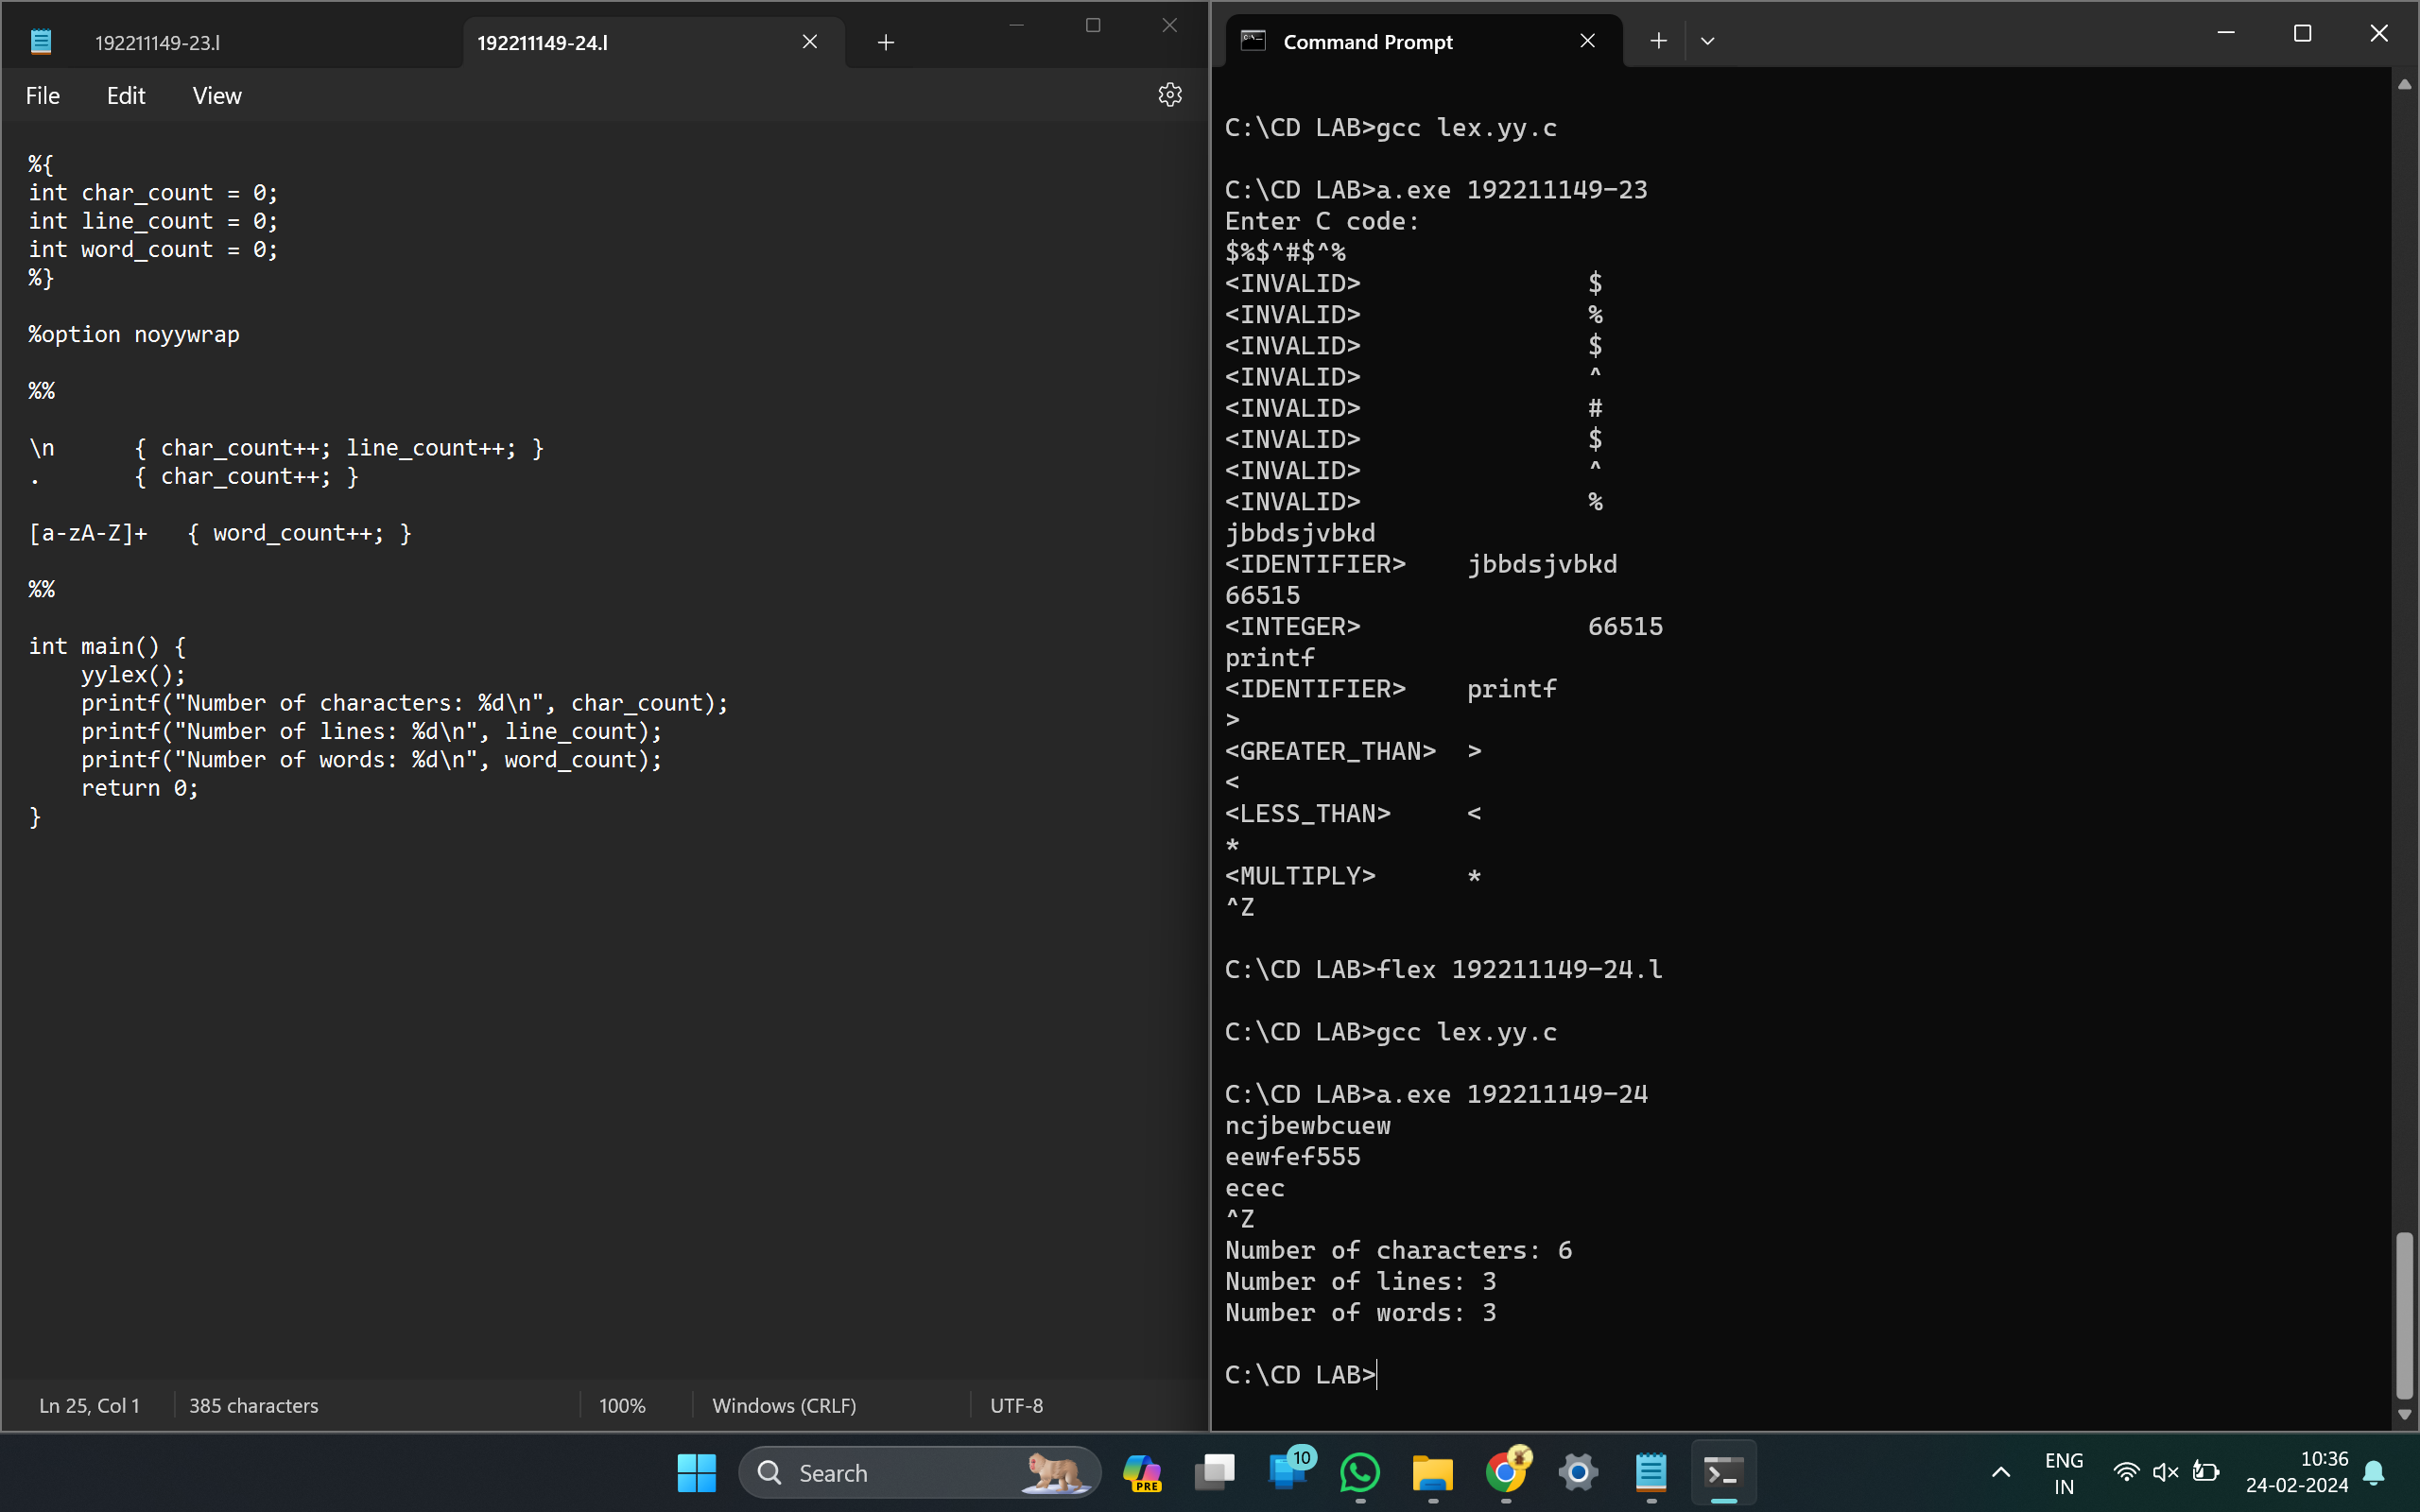 192211149-23.l
192211149-24.l
File Edit View
%{
int char_count = 0;
int line_count = 0;
int word_count = 0;
%}
%option noyywrap
%%
\n      { char_count++; line_count++; }
.       { char_count++; }
[a-zA-Z]+   { word_count++; }
%%
int main() {
    yylex();
    printf("Number of characters: %d\n", char_count);
    printf("Number of lines: %d\n", line_count);
    printf("Number of words: %d\n", word_count);
    return 0;
}
Ln 25, Col 1 385 characters 100% Windows (CRLF) UTF-8
Command Prompt
C:\CD LAB>gcc lex.yy.c
C:\CD LAB>a.exe 192211149-23
Enter C code:
$%$^#$^%
<INVALID>               $
<INVALID>               %
<INVALID>               $
<INVALID>               ^
<INVALID>               #
<INVALID>               $
<INVALID>               ^
<INVALID>               %
jbbdsjvbkd
<IDENTIFIER>    jbbdsjvbkd
66515
<INTEGER>               66515
printf
<IDENTIFIER>    printf
>
<GREATER_THAN>  >
<
<LESS_THAN>     <
*
<MULTIPLY>      *
^Z
C:\CD LAB>flex 192211149-24.l
C:\CD LAB>gcc lex.yy.c
C:\CD LAB>a.exe 192211149-24
ncjbewbcuew
eewfef555
ecec
^Z
Number of characters: 6
Number of lines: 3
Number of words: 3
C:\CD LAB>
Search
PRE
10
ENG
IN
10:36
24-02-2024